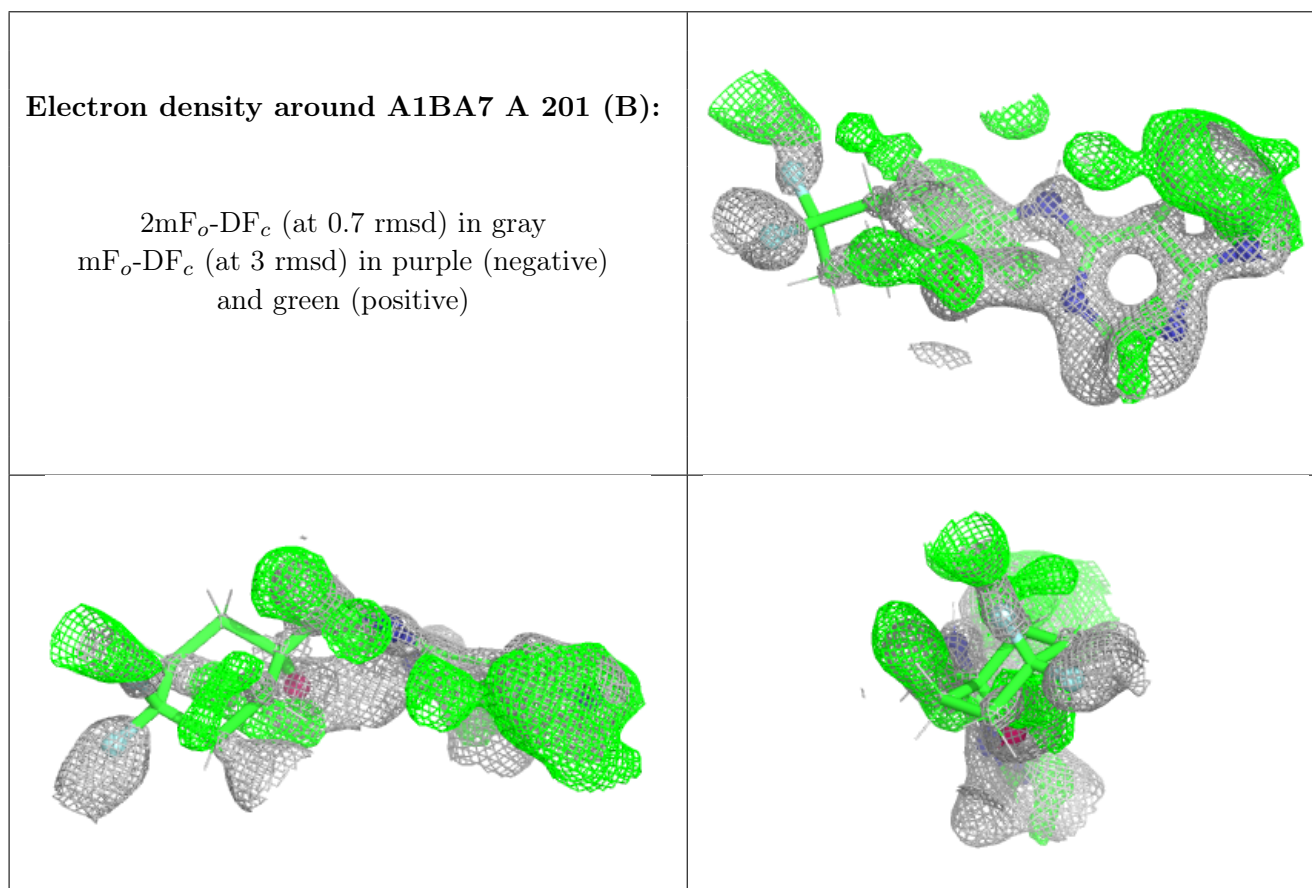 Electron density around A1BA7 A 201 (B):
2mFo-DFc (at 0.7 rmsd) in gray
mFo-DFc (at 3 rmsd) in purple (negative)
and green (positive)